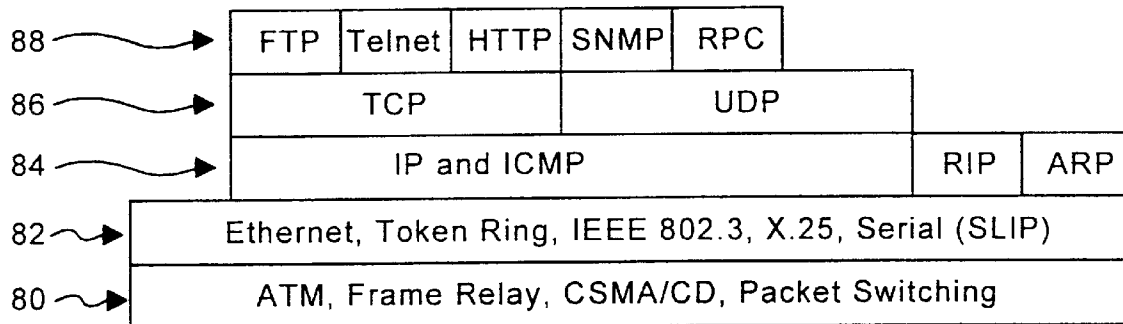 88 FTP Telnet HTTP SNMP RPC
86 TCP UDP
84 IP and ICMP RIP ARP
82 Ethernet, Token Ring, IEEE 802.3, X.25, Serial (SLIP)
80 ATM, Frame Relay, CSMA/CD, Packet Switching